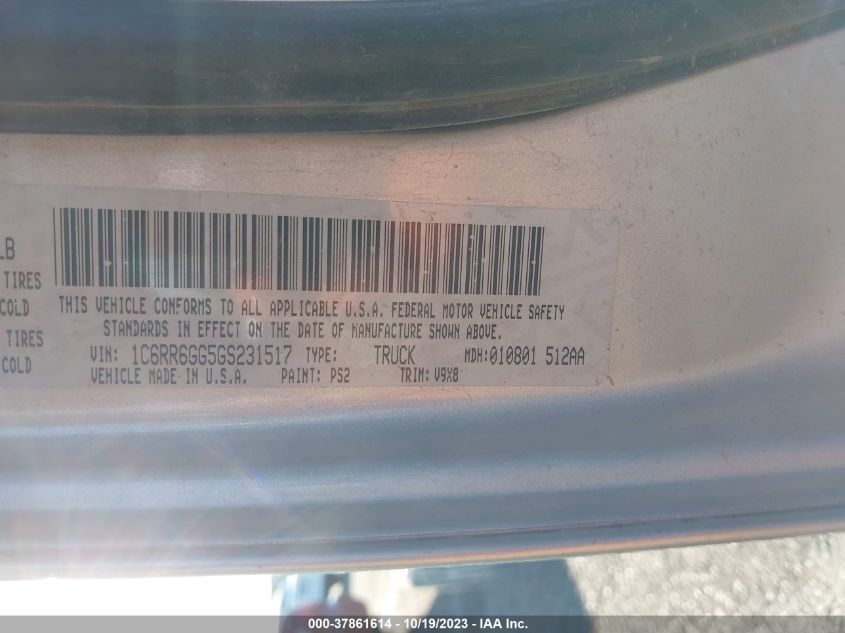 LB
TIRES
COLD
TIRES
COLD
THIS VEHICLE CONFORMS TO ALL APPLICABLE U.S.A. FEDERAL MOTOR VEHICLE SAFETY
STANDARDS IN EFFECT ON THE DATE OF MANUFACTURE SHOWN ABOVE.
VIN: 1C6RR6GG5GS231517 TYPE: TRUCK MDH:010801 512AA
VEHICLE MADE IN U.S.A. PAINT: PS2 TRIM: V9X8
000-37861614 - 10/19/2023 - IAA Inc.